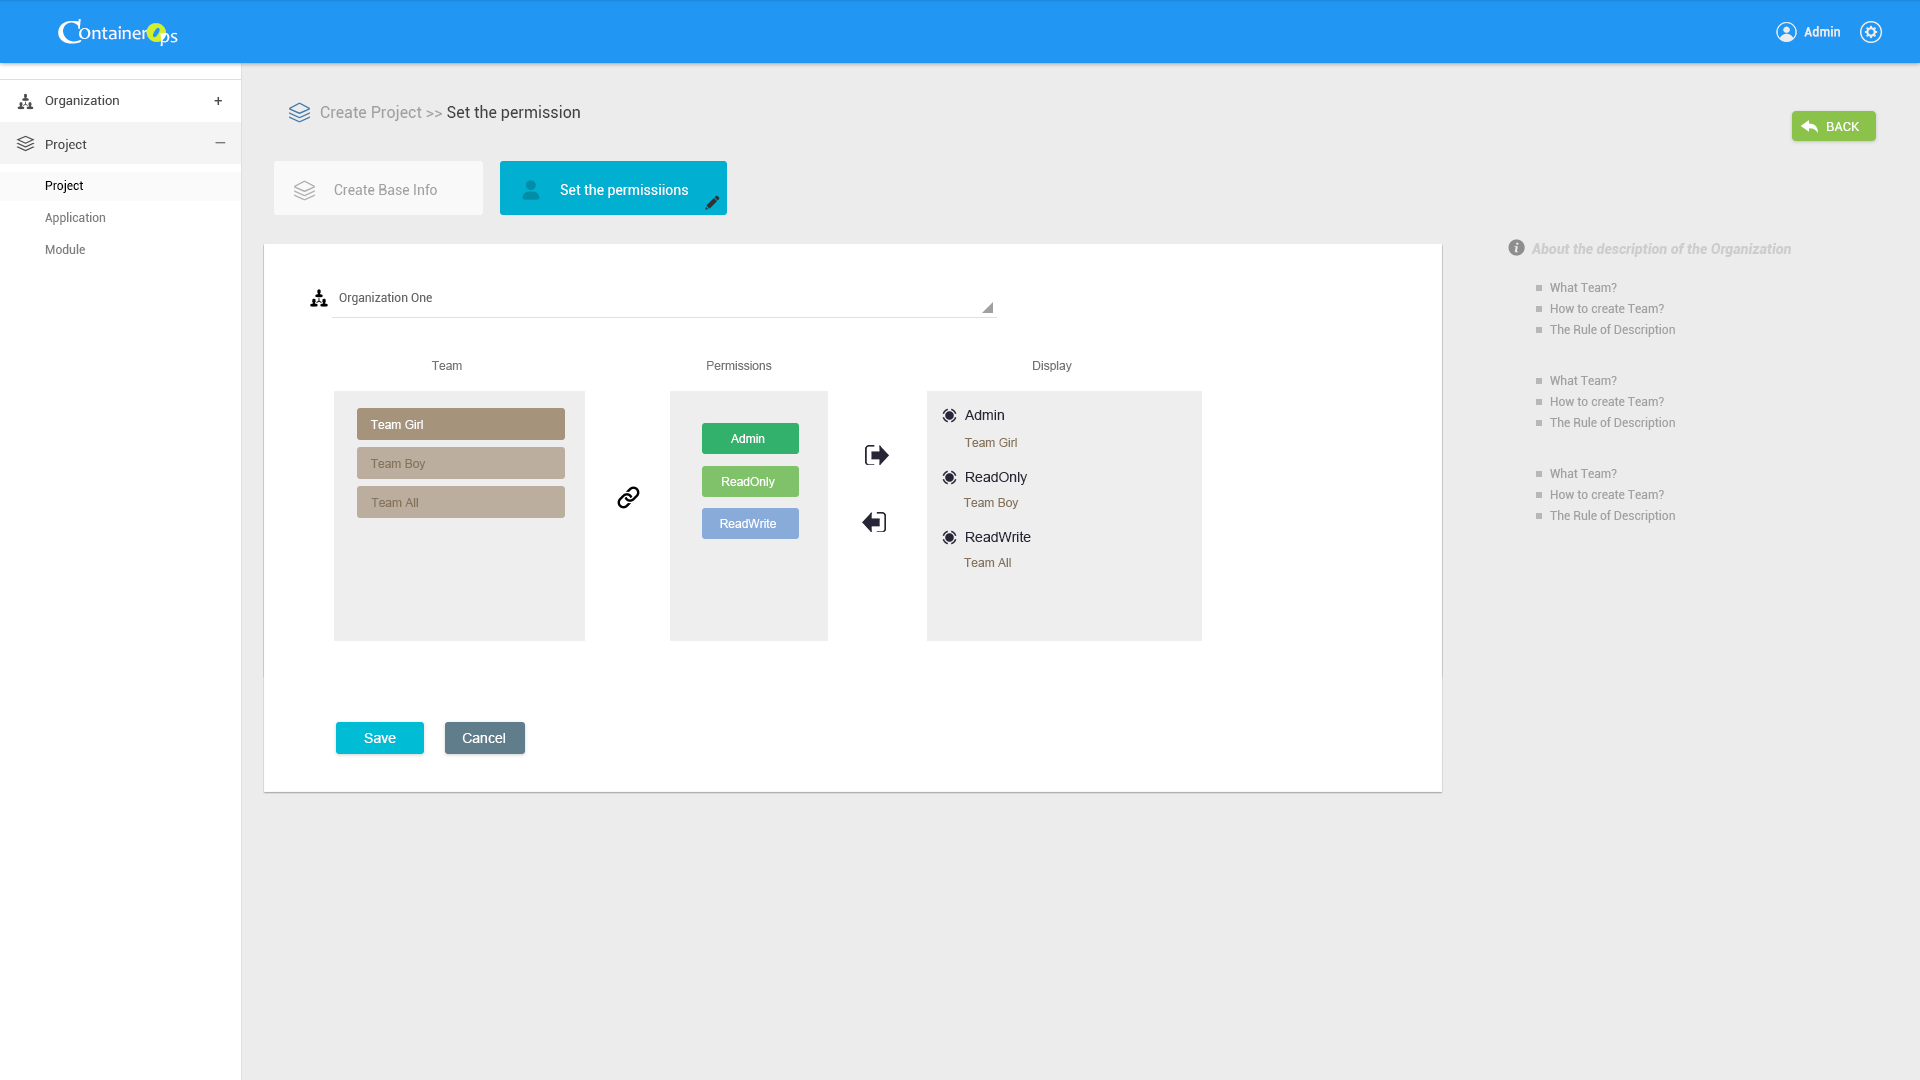 ContainerOps
Admin
Organization +
Project −
Project
Application
Module
Create Project >> Set the permission
BACK
Create Base Info
Set the permissiions
Organization One
Team
Permissions
Display
Team Girl
Team Boy
Team All
Admin
ReadOnly
ReadWrite
Admin
Team Girl
ReadOnly
Team Boy
ReadWrite
Team All
Save
Cancel
About the description of the Organization
What Team?
How to create Team?
The Rule of Description
What Team?
How to create Team?
The Rule of Description
What Team?
How to create Team?
The Rule of Description